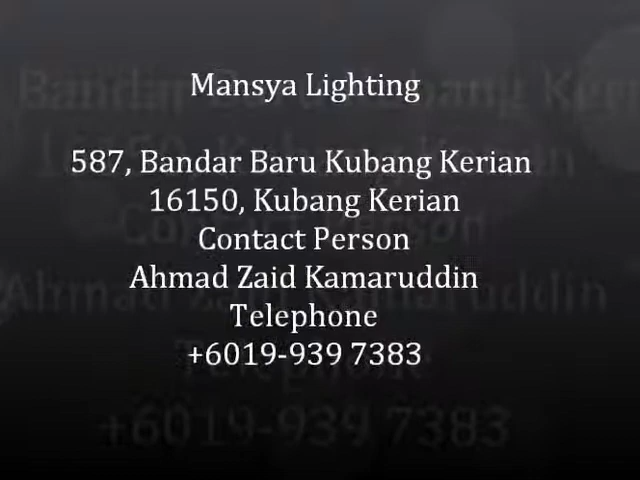 Mansya Lighting
587, Bandar Baru Kubang Kerian
16150, Kubang Kerian
Contact Person
Ahmad Zaid Kamaruddin
Telephone
+6019-939 7383